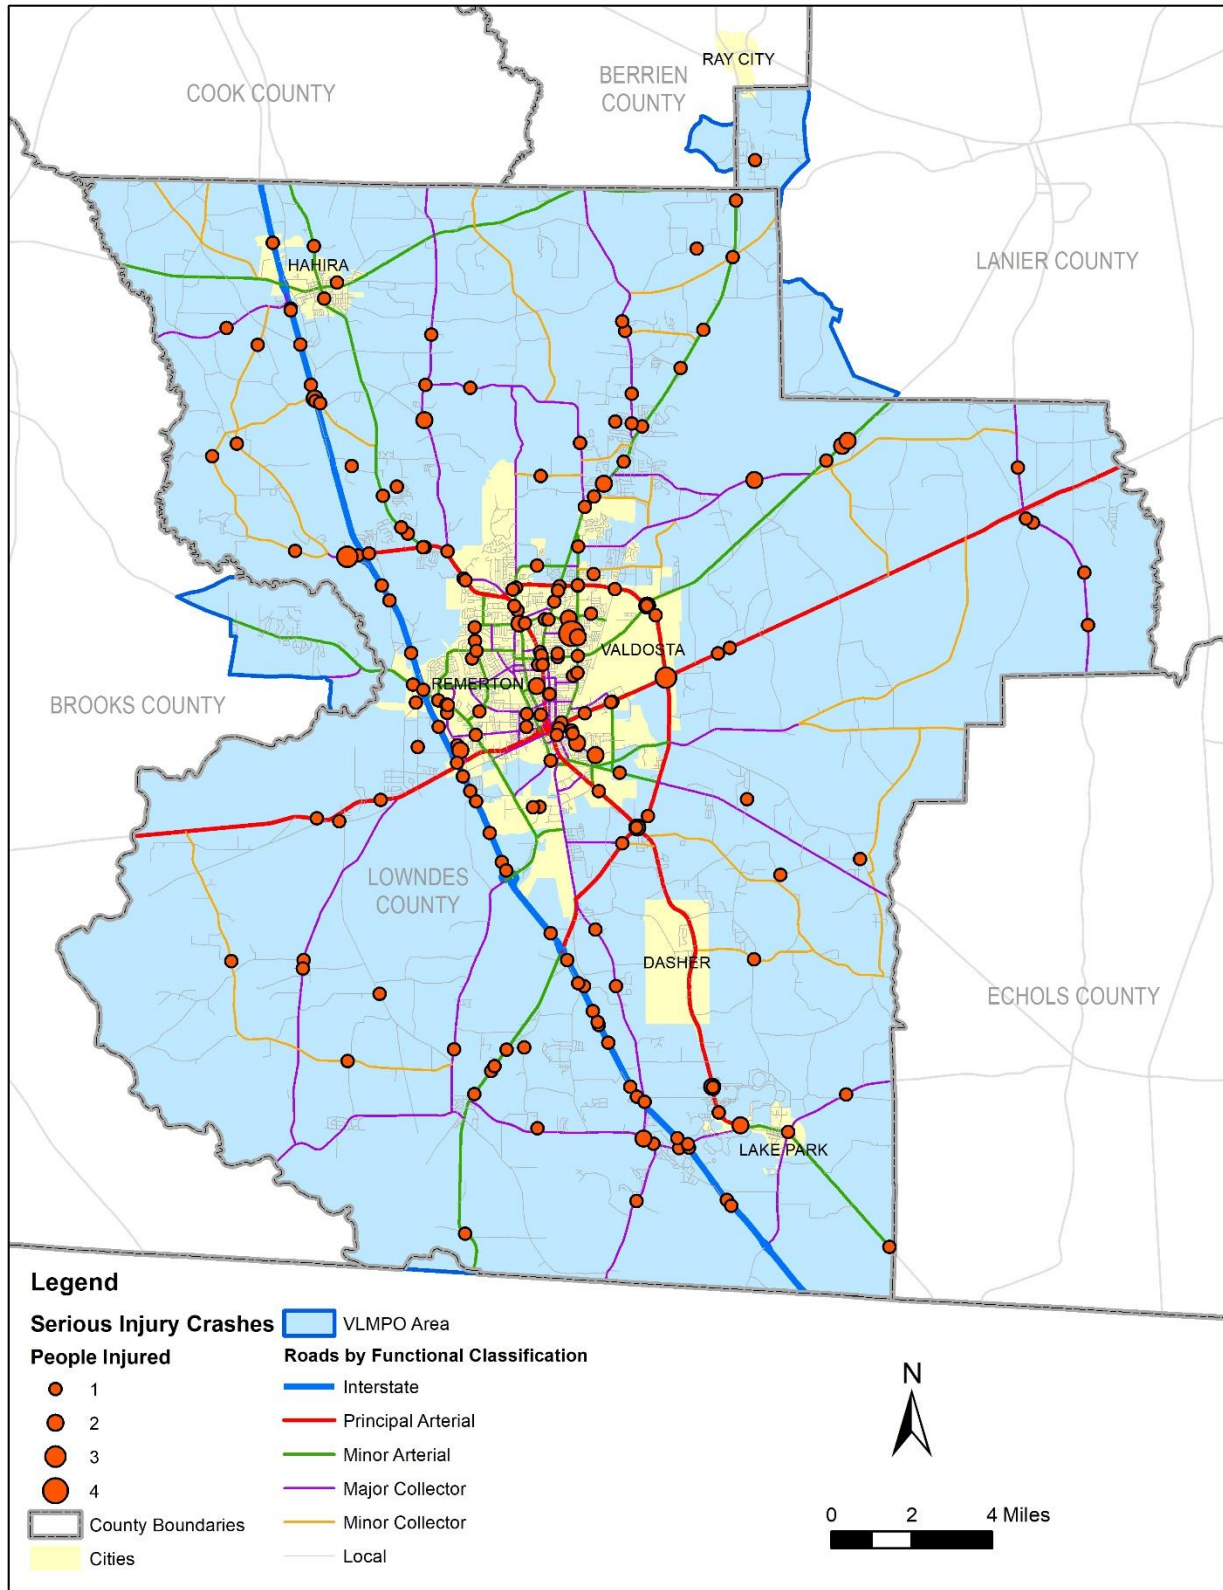 RAY CITY
BERRIEN
COUNTY
COOK COUNTY
LANIER COUNTY
HAHIRA
VALDOSTA
REMERTON
BROOKS COUNTY
LOWNDES
COUNTY
DASHER
ECHOLS COUNTY
LAKE PARK
Legend
Serious Injury Crashes
People Injured
1
2
3
4
County Boundaries
Cities
VLMPO Area
Roads by Functional Classification
Interstate
Principal Arterial
Minor Arterial
Major Collector
Minor Collector
Local
N
0 2 4 Miles